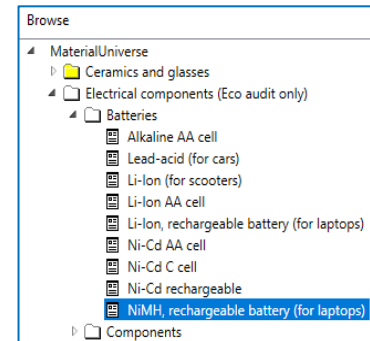 Browse
MaterialUniverse
Ceramics and glasses
Electrical components (Eco audit only)
Batteries
Alkaline AA cell
Lead-acid (for cars)
Li-Ion (for scooters)
Li-Ion AA cell
Li-Ion, rechargeable battery (for laptops)
Ni-Cd AA cell
Ni-Cd C cell
Ni-Cd rechargeable
NiMH, rechargeable battery (for laptops)
Components